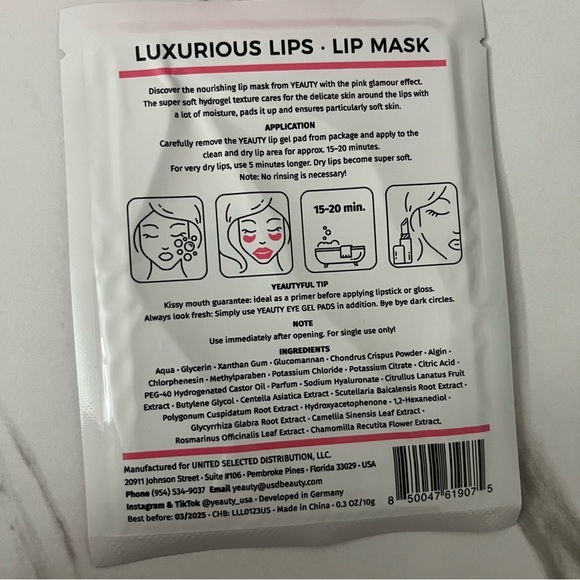 LUXURIOUS LIPS · LIP MASK
Discover the nourishing lip mask from YEAUTY with the pink glamour effect.
The super soft hydrogel texture cares for the delicate skin around the lips with
a lot of moisture, pads it up and ensures particularly soft skin.
APPLICATION
Carefully remove the YEAUTY lip gel pad from package and apply to the
clean and dry lip area for approx. 15–20 minutes.
For very dry lips, use 5 minutes longer. Dry lips become super soft.
Note: No rinsing is necessary!
15–20 min.
YEAUTYFUL TIP
Kissy mouth guarantee: ideal as a primer before applying lipstick or gloss.
Always look fresh: Simply use YEAUTY EYE GEL PADS in addition. Bye bye dark circles.
NOTE
Use immediately after opening. For single use only!
INGREDIENTS
Aqua · Glycerin · Xanthan Gum · Glucomannan · Chondrus Crispus Powder · Algin ·
Chlorphenesin · Methylparaben · Potassium Chloride · Potassium Citrate · Citric Acid ·
PEG-40 Hydrogenated Castor Oil · Parfum · Sodium Hyaluronate · Citrullus Lanatus Fruit
Extract · Butylene Glycol · Centella Asiatica Extract · Scutellaria Baicalensis Root Extract ·
Polygonum Cuspidatum Root Extract · Hydroxyacetophenone · 1,2-Hexanediol ·
Glycyrrhiza Glabra Root Extract · Camellia Sinensis Leaf Extract ·
Rosmarinus Officinalis Leaf Extract · Chamomilla Recutita Flower Extract.
Manufactured for UNITED SELECTED DISTRIBUTION, LLC.
20911 Johnson Street · Suite #106 · Pembroke Pines · Florida 33029 · USA
Phone (954) 534-9037 Email yeauty@usdbeauty.com
Instagram & TikTok @yeauty_usa · Developed in Germany
Best before: 03/2025 · CHB: LLL0123US · Made in China · 0.3 OZ/10g
8 50047 61907 5